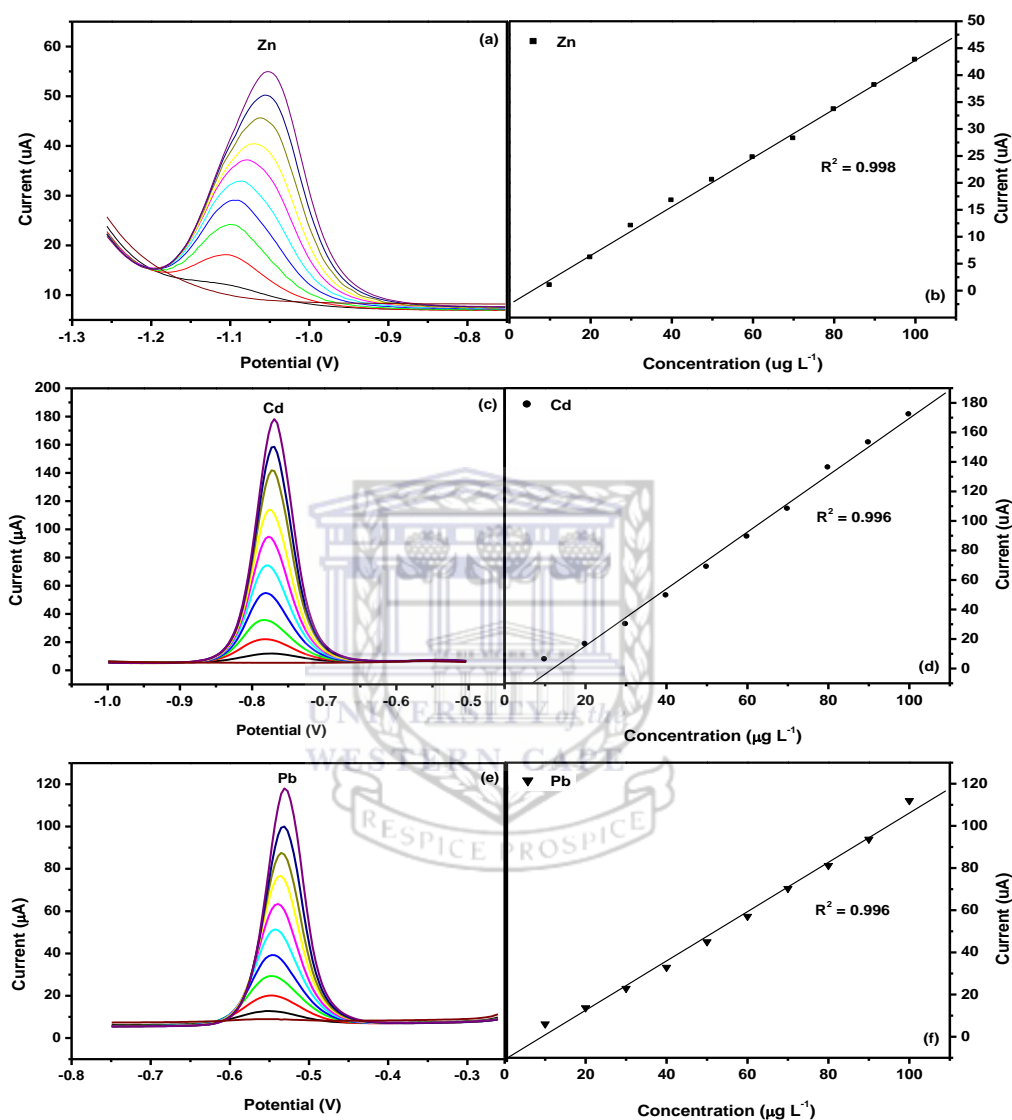 Zn
(a)
60
50
40
30
20
10
Current (uA)
-1.3 -1.2 -1.1 -1.0 -0.9 -0.8
Potential (V)
Zn
50
45
40
35
30
25
20
15
10
5
0
Current (uA)
R² = 0.998
(b)
0 20 40 60 80 100
Concentration (ug L⁻¹)
Cd
(c)
200
180
160
140
120
100
80
60
40
20
0
Current (µA)
-1.0 -0.9 -0.8 -0.7 -0.6 -0.5
Potential (V)
Cd
180
160
140
120
100
80
60
40
20
0
Current (uA)
R² = 0.996
(d)
0 20 40 60 80 100
Concentration (µg L⁻¹)
UNIVERSITY of the
WESTERN CAPE
RESPICE PROSPICE
Pb
(e)
120
100
80
60
40
20
0
Current (µA)
-0.8 -0.7 -0.6 -0.5 -0.4 -0.3
Potential (V)
Pb
120
100
80
60
40
20
0
Current (uA)
R² = 0.996
(f)
0 20 40 60 80 100
Concentration (µg L⁻¹)